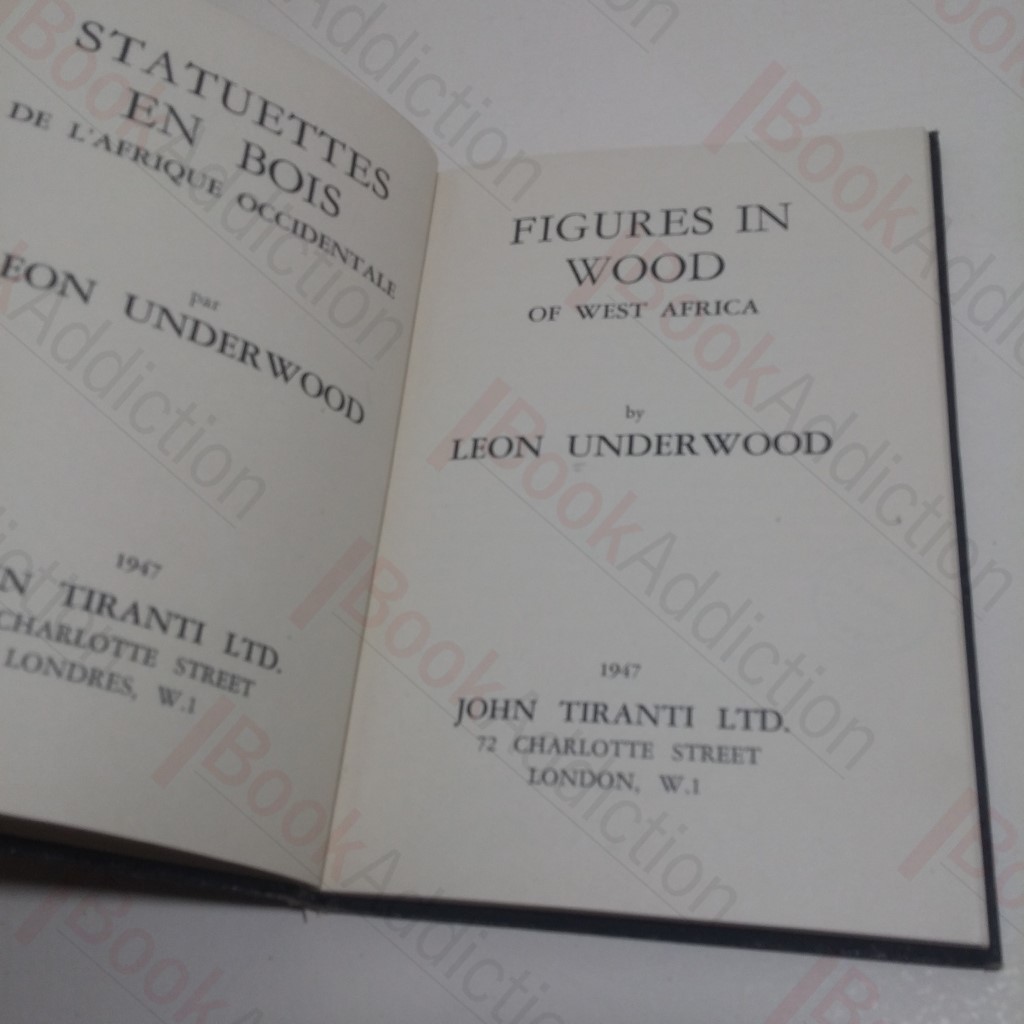 STATUETTES
EN BOIS
DE L'AFRIQUE OCCIDENTALE
par
EON UNDERWOOD
1947
N TIRANTI LTD.
CHARLOTTE STREET
LONDRES, W.1
FIGURES IN
WOOD
OF WEST AFRICA
by
LEON UNDERWOOD
1947
JOHN TIRANTI LTD.
72 CHARLOTTE STREET
LONDON, W.1
BookAddiction